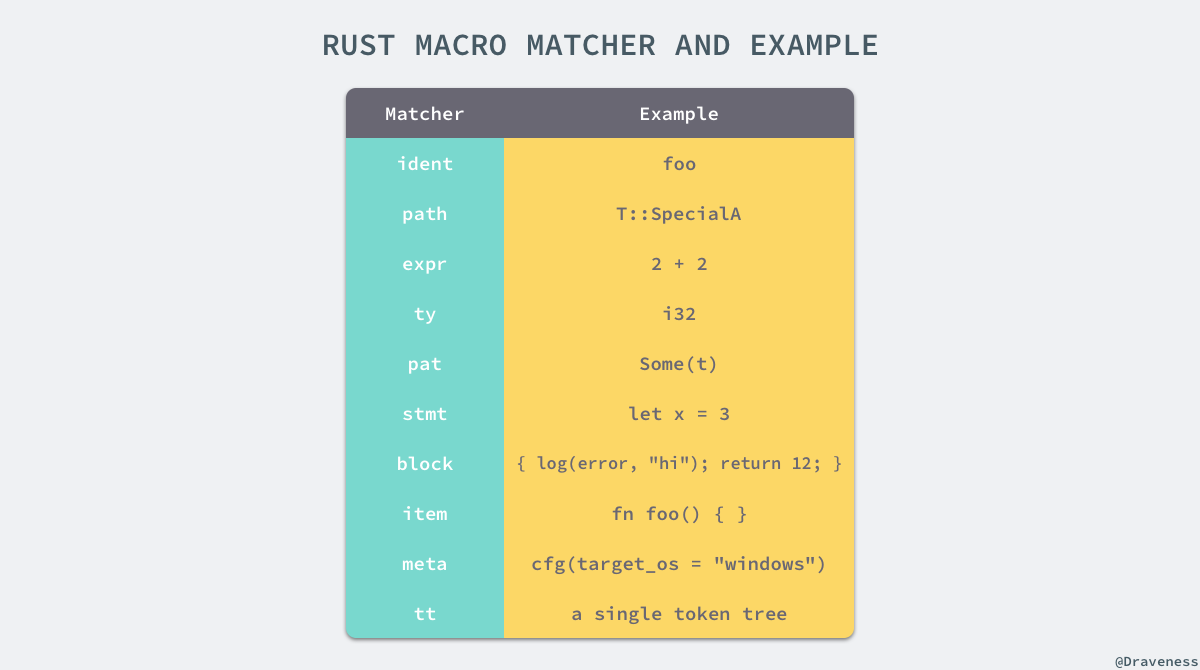 RUST MACRO MATCHER AND EXAMPLE
Matcher Example
ident foo
path T::SpecialA
expr 2 + 2
ty i32
pat Some(t)
stmt let x = 3
block { log(error, "hi"); return 12; }
item fn foo() { }
meta cfg(target_os = "windows")
tt a single token tree
@Draveness